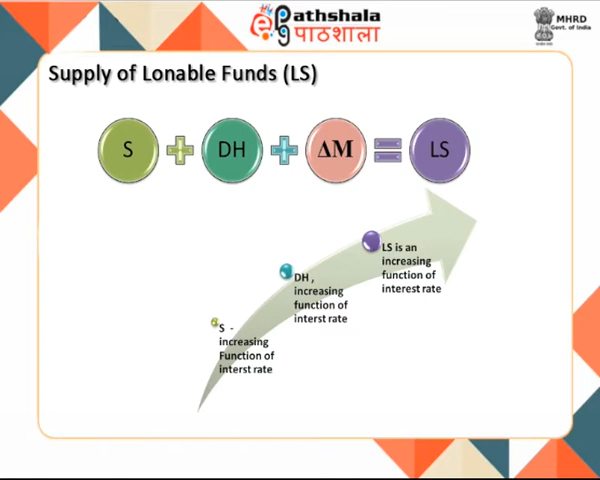 Pathshala
पाठशाला
MHRD
Govt. of India
Supply of Lonable Funds (LS)
S
DH
ΔM
LS
LS is an
increasing
function of
interest rate
DH ,
increasing
function of
interst rate
S -
increasing
Function of
interst rate